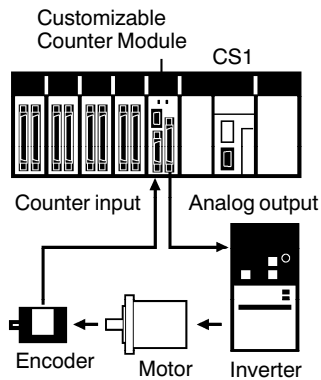 Customizable
Counter Module
CS1
Counter input
Analog output
Encoder
Motor
Inverter